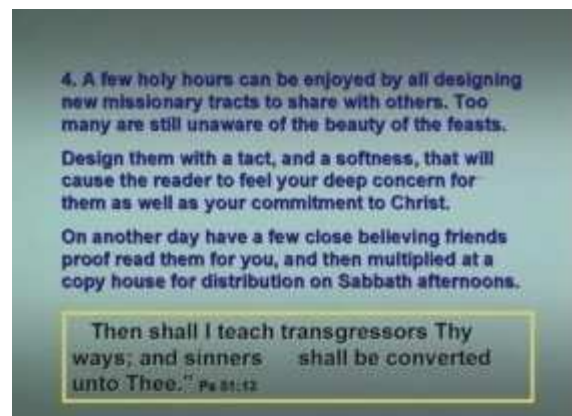 4. A few holy hours can be enjoyed by all designing
new missionary tracts to share with others. Too
many are still unaware of the beauty of the feasts.
Design them with a tact, and a softness, that will
cause the reader to feel your deep concern for
them as well as your commitment to Christ.
On another day have a few close believing friends
proof read them for you, and then multiplied at a
copy house for distribution on Sabbath afternoons.
Then shall I teach transgressors Thy
ways; and sinners shall be converted
unto Thee." Ps 51:13